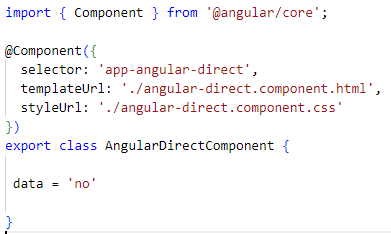 import { Component } from '@angular/core';
@Component({
  selector: 'app-angular-direct',
  templateUrl: './angular-direct.component.html',
  styleUrl: './angular-direct.component.css'
})
export class AngularDirectComponent {
 data = 'no'
}